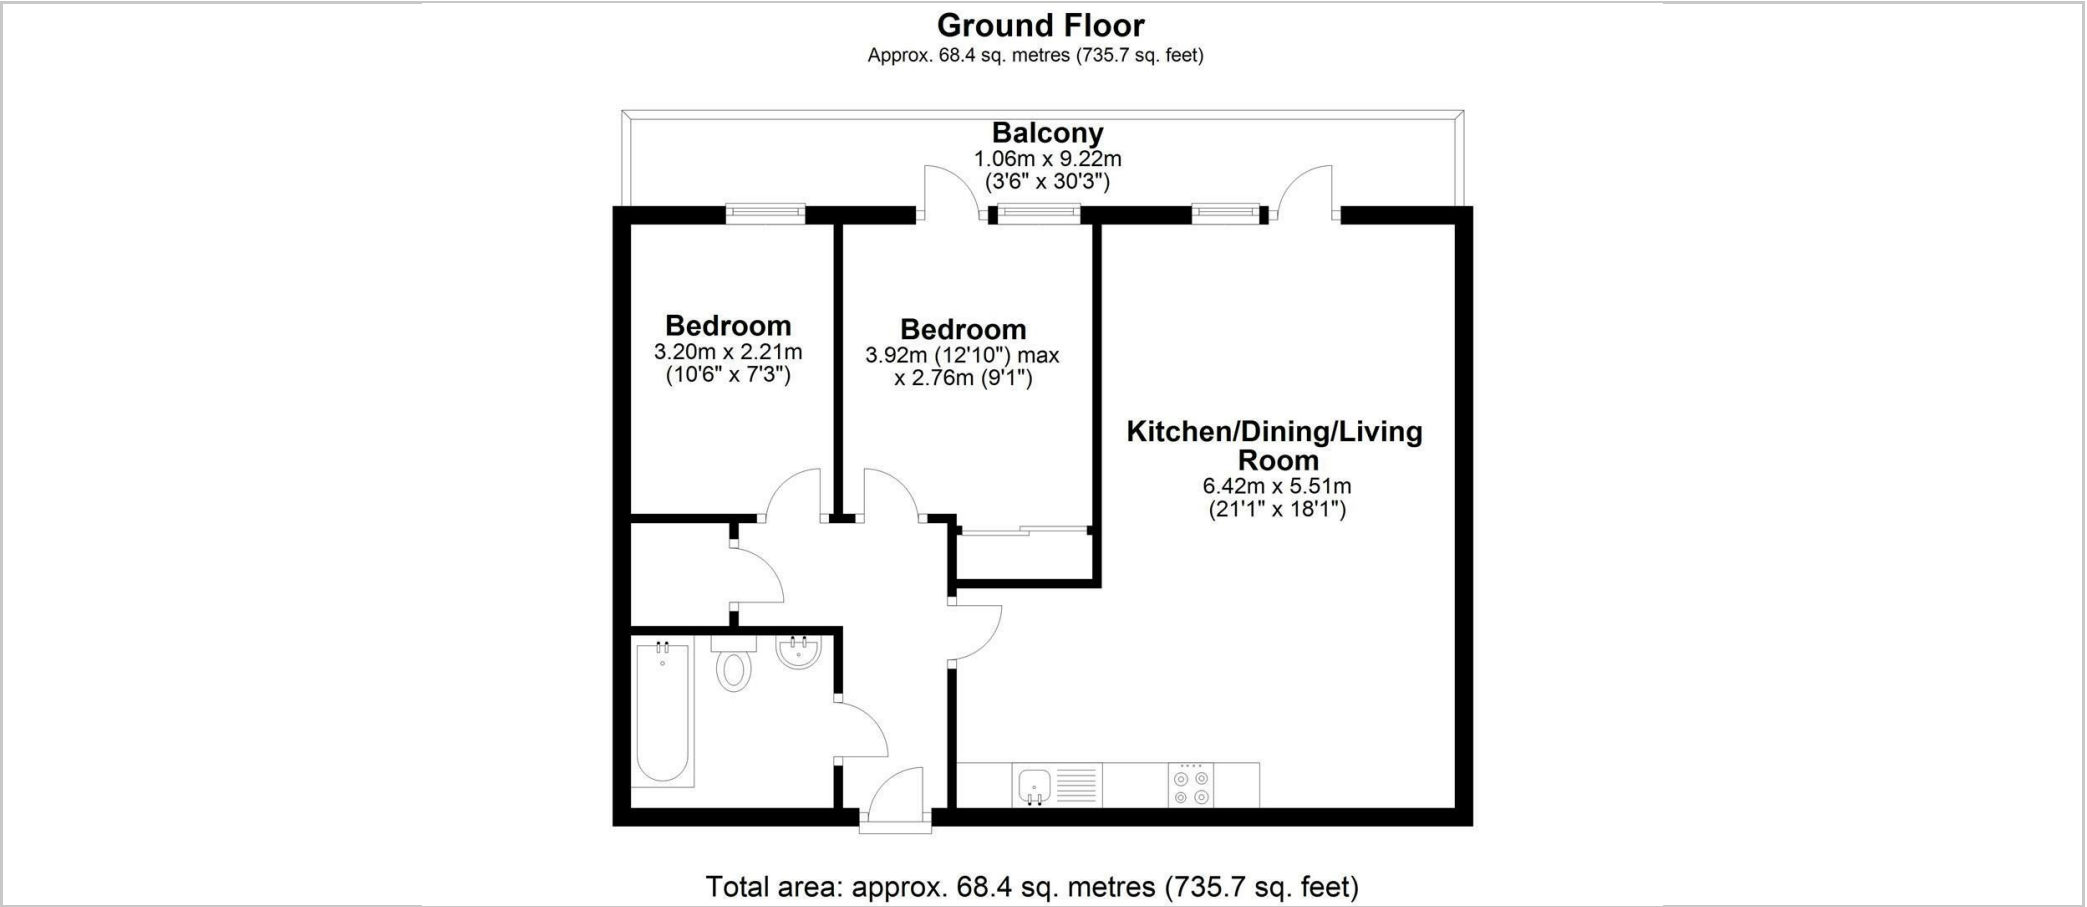 Ground Floor
Approx. 68.4 sq. metres (735.7 sq. feet)
Balcony
1.06m x 9.22m
(3'6" x 30'3")
Bedroom
3.20m x 2.21m
(10'6" x 7'3")
Bedroom
3.92m (12'10") max
x 2.76m (9'1")
Kitchen/Dining/Living
Room
6.42m x 5.51m
(21'1" x 18'1")
Total area: approx. 68.4 sq. metres (735.7 sq. feet)